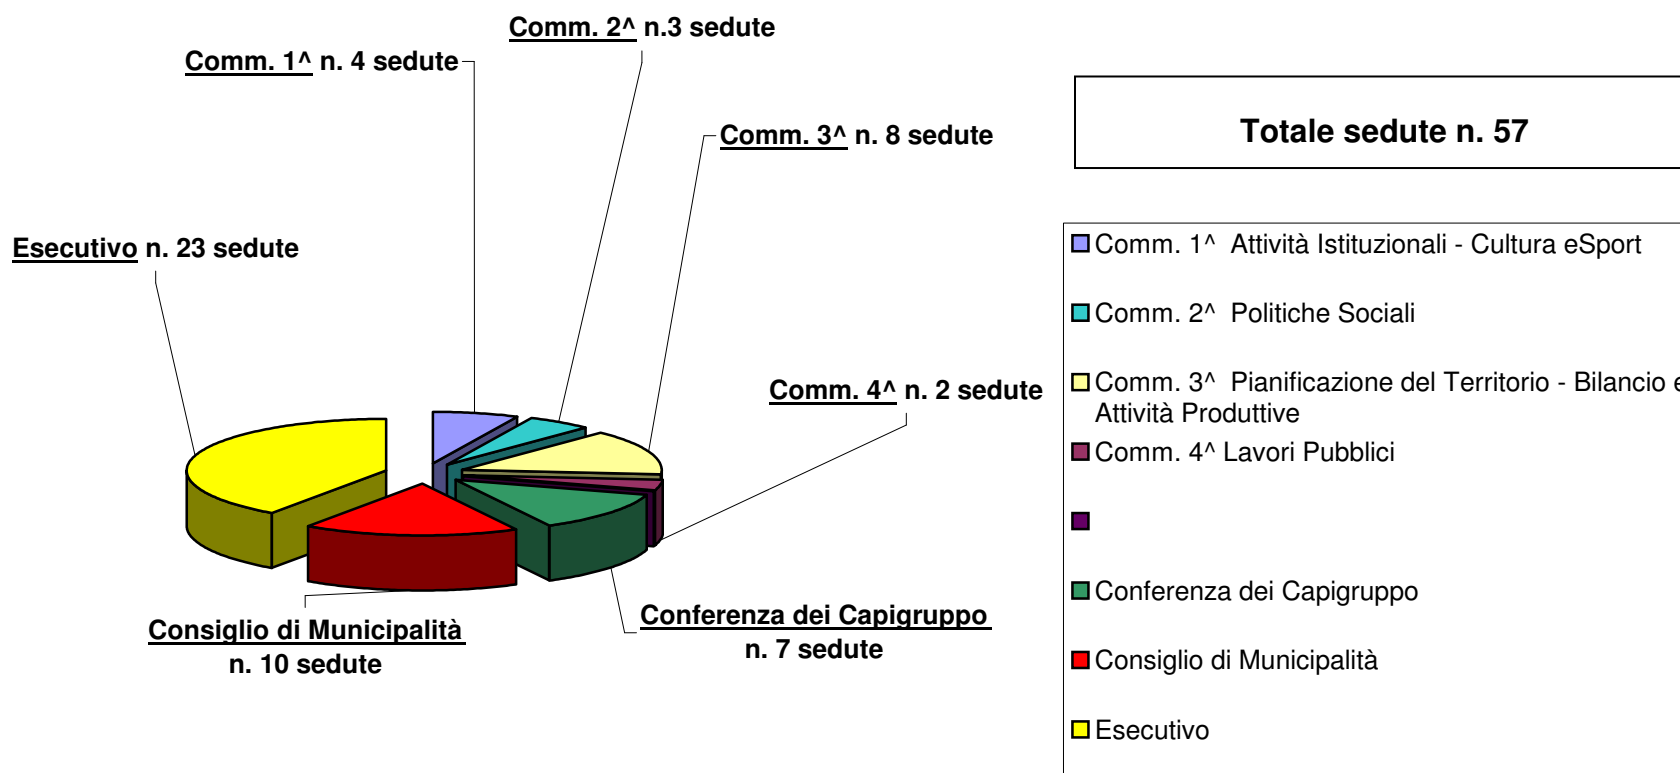 Comm. 2^ n.3 sedute
Comm. 1^ n. 4 sedute
Comm. 3^ n. 8 sedute
Totale sedute n. 57
Esecutivo n. 23 sedute
Comm. 4^ n. 2 sedute
Consiglio di Municipalità
n. 10 sedute
Conferenza dei Capigruppo
n. 7 sedute
Comm. 1^ Attività Istituzionali - Cultura eSport
Comm. 2^ Politiche Sociali
Comm. 3^ Pianificazione del Territorio - Bilancio e
Attività Produttive
Comm. 4^ Lavori Pubblici
Conferenza dei Capigruppo
Consiglio di Municipalità
Esecutivo